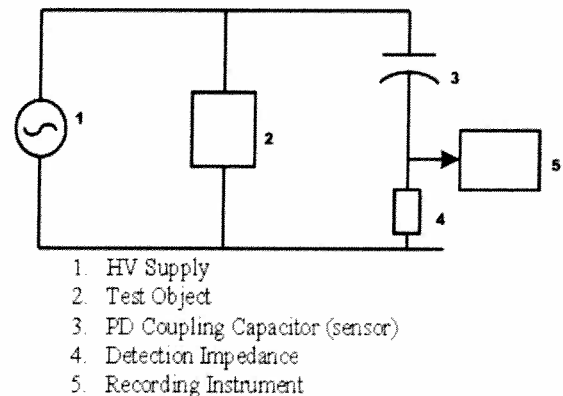 1
2
3
4
5
1. HV Supply
2. Test Object
3. PD Coupling Capacitor (sensor)
4. Detection Impedance
5. Recording Instrument